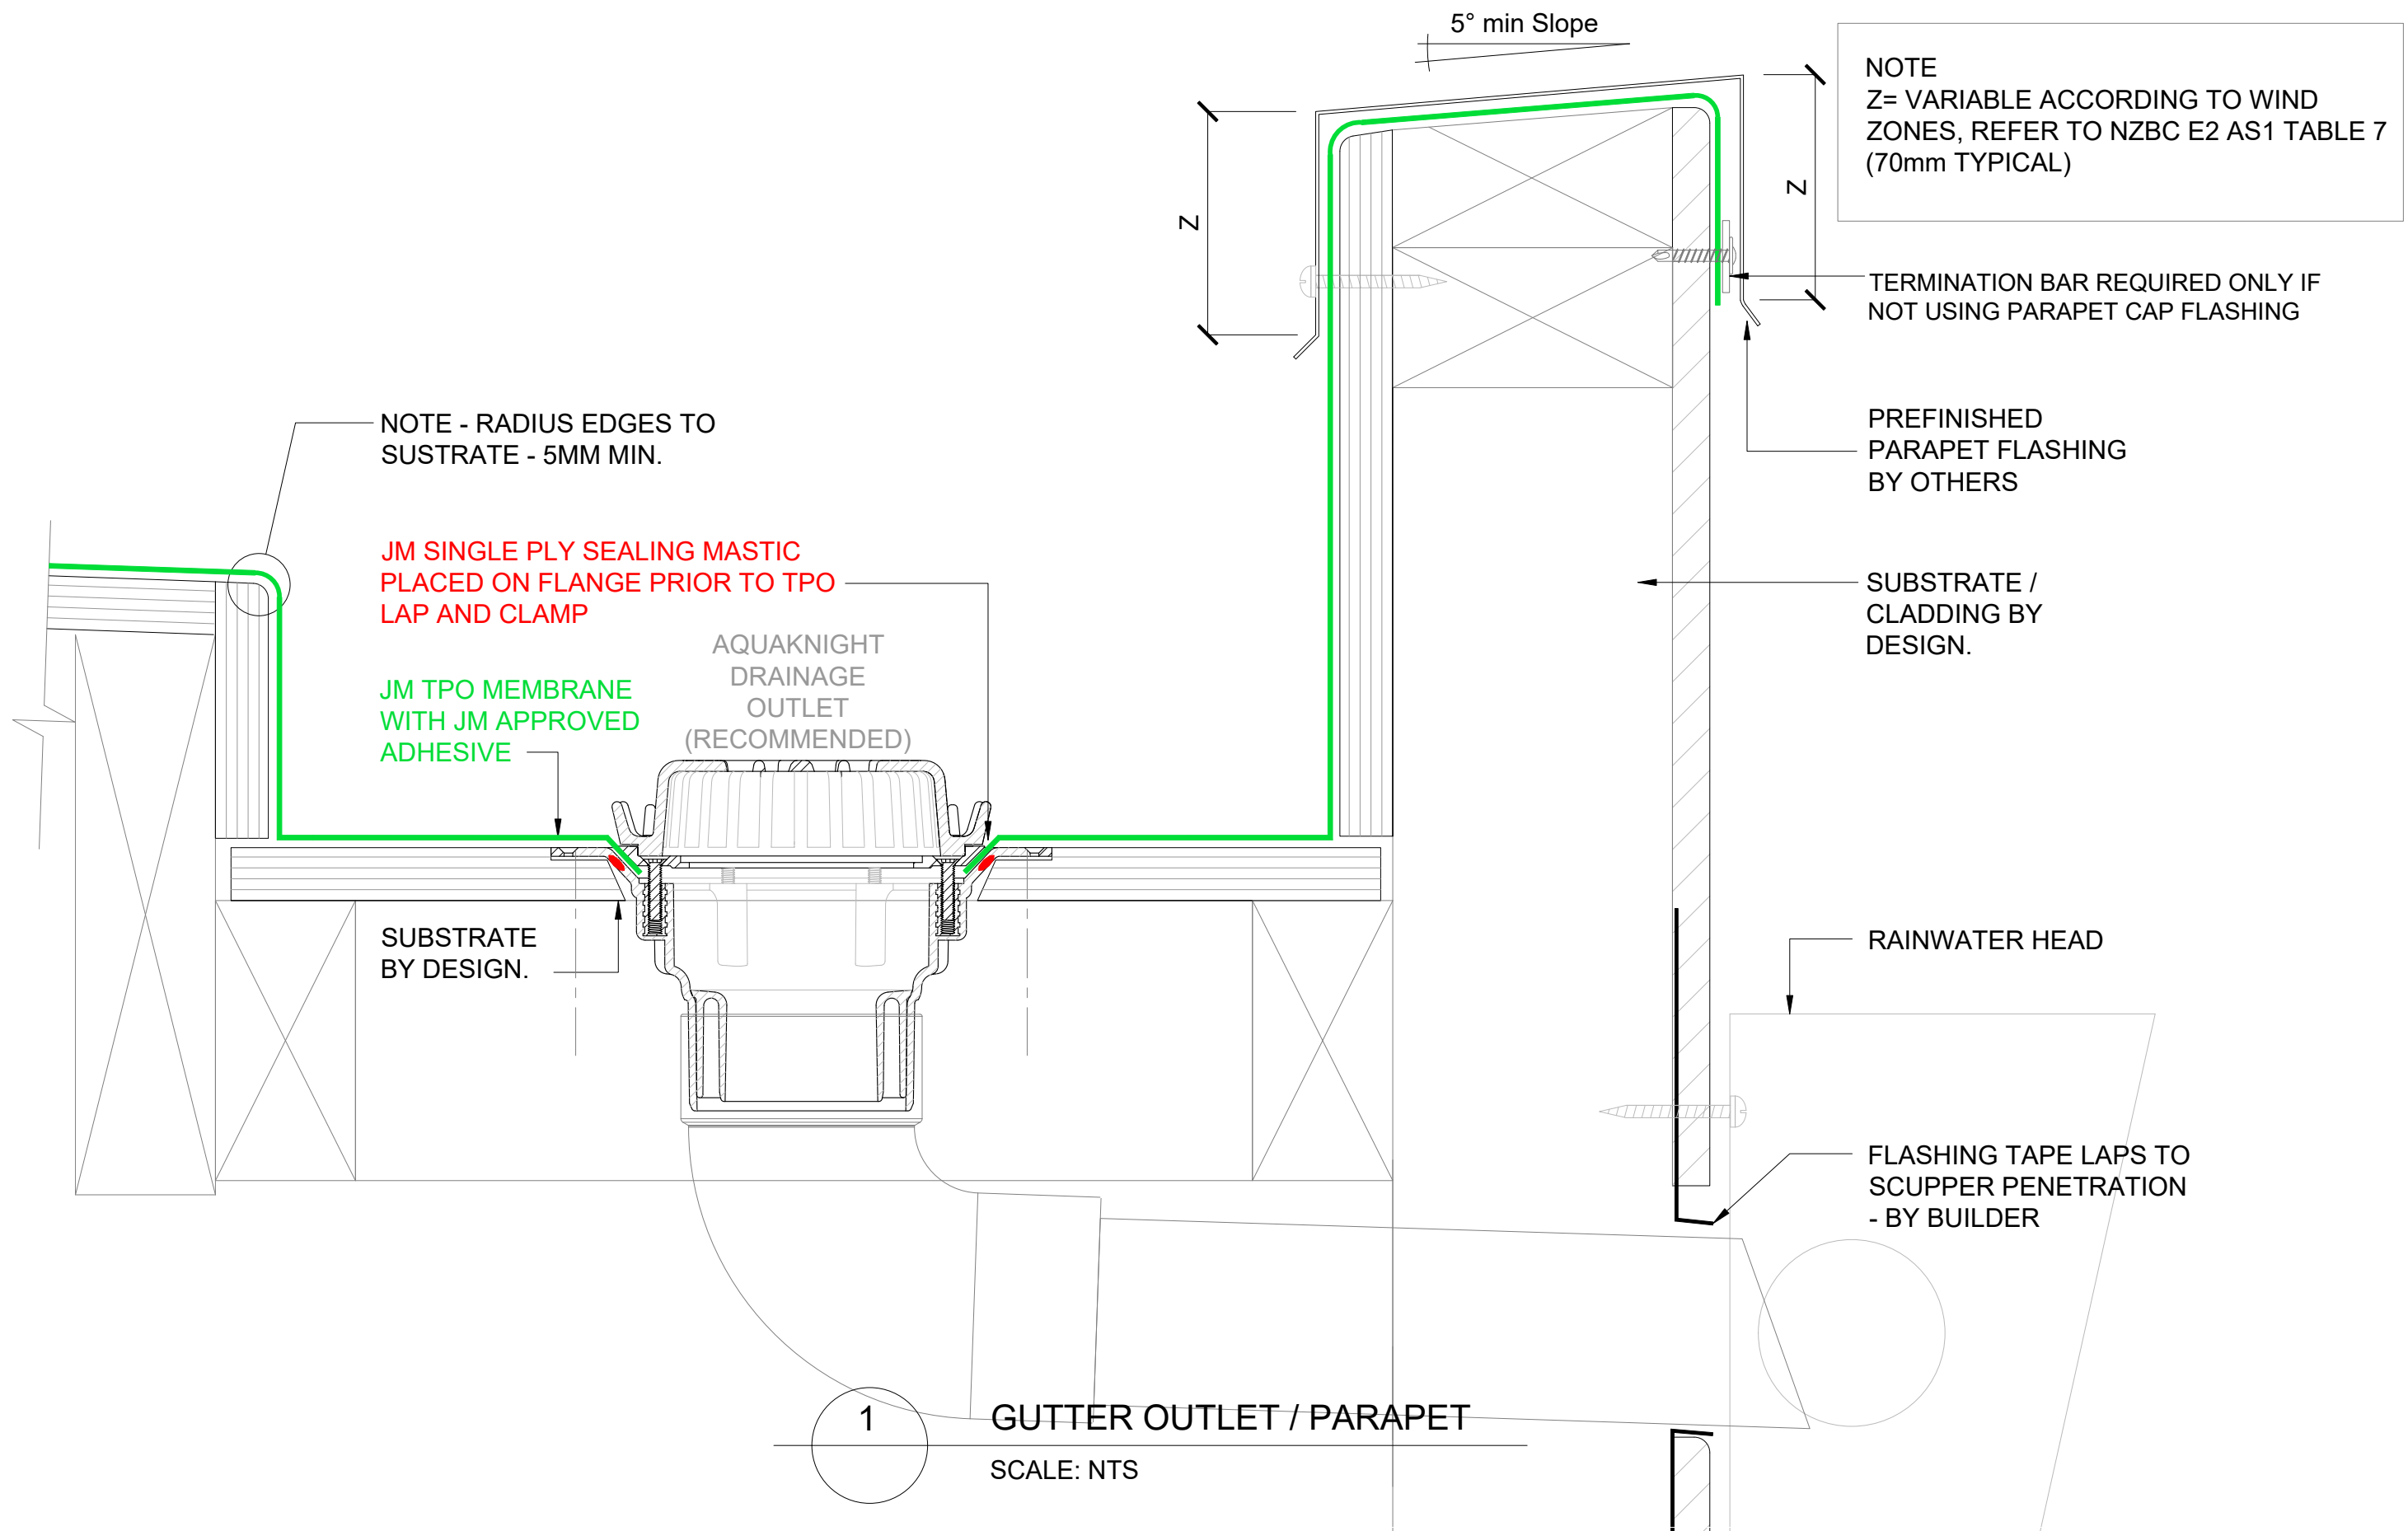 5° min Slope
NOTE
Z= VARIABLE ACCORDING TO WIND
ZONES, REFER TO NZBC E2 AS1 TABLE 7
(70mm TYPICAL)
Z
Z
TERMINATION BAR REQUIRED ONLY IF
NOT USING PARAPET CAP FLASHING
PREFINISHED
PARAPET FLASHING
BY OTHERS
NOTE - RADIUS EDGES TO
SUSTRATE - 5MM MIN.
JM SINGLE PLY SEALING MASTIC
PLACED ON FLANGE PRIOR TO TPO
LAP AND CLAMP
AQUAKNIGHT
DRAINAGE
OUTLET
(RECOMMENDED)
JM TPO MEMBRANE
WITH JM APPROVED
ADHESIVE
SUBSTRATE /
CLADDING BY
DESIGN.
SUBSTRATE
BY DESIGN.
RAINWATER HEAD
FLASHING TAPE LAPS TO
SCUPPER PENETRATION
- BY BUILDER
1
GUTTER OUTLET / PARAPET
SCALE: NTS